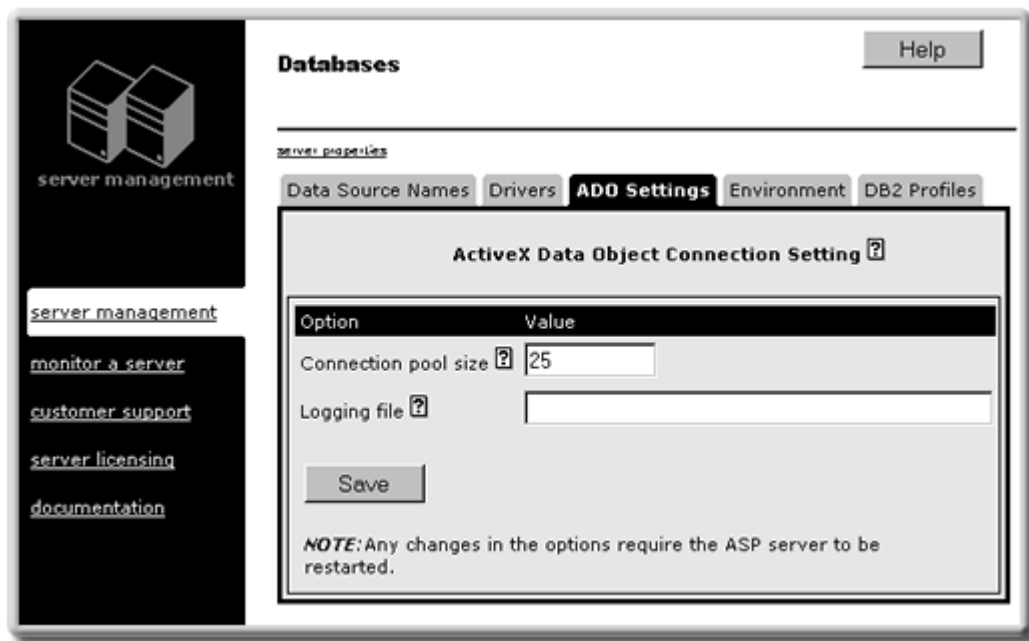 Databases
Help
server management
server properties
Data Source Names Drivers ADO Settings Environment DB2 Profiles
ActiveX Data Object Connection Setting ?
server management
monitor a server
customer support
server licensing
documentation
Option Value
Connection pool size ? 25
Logging file ?
Save
NOTE: Any changes in the options require the ASP server to be
restarted.